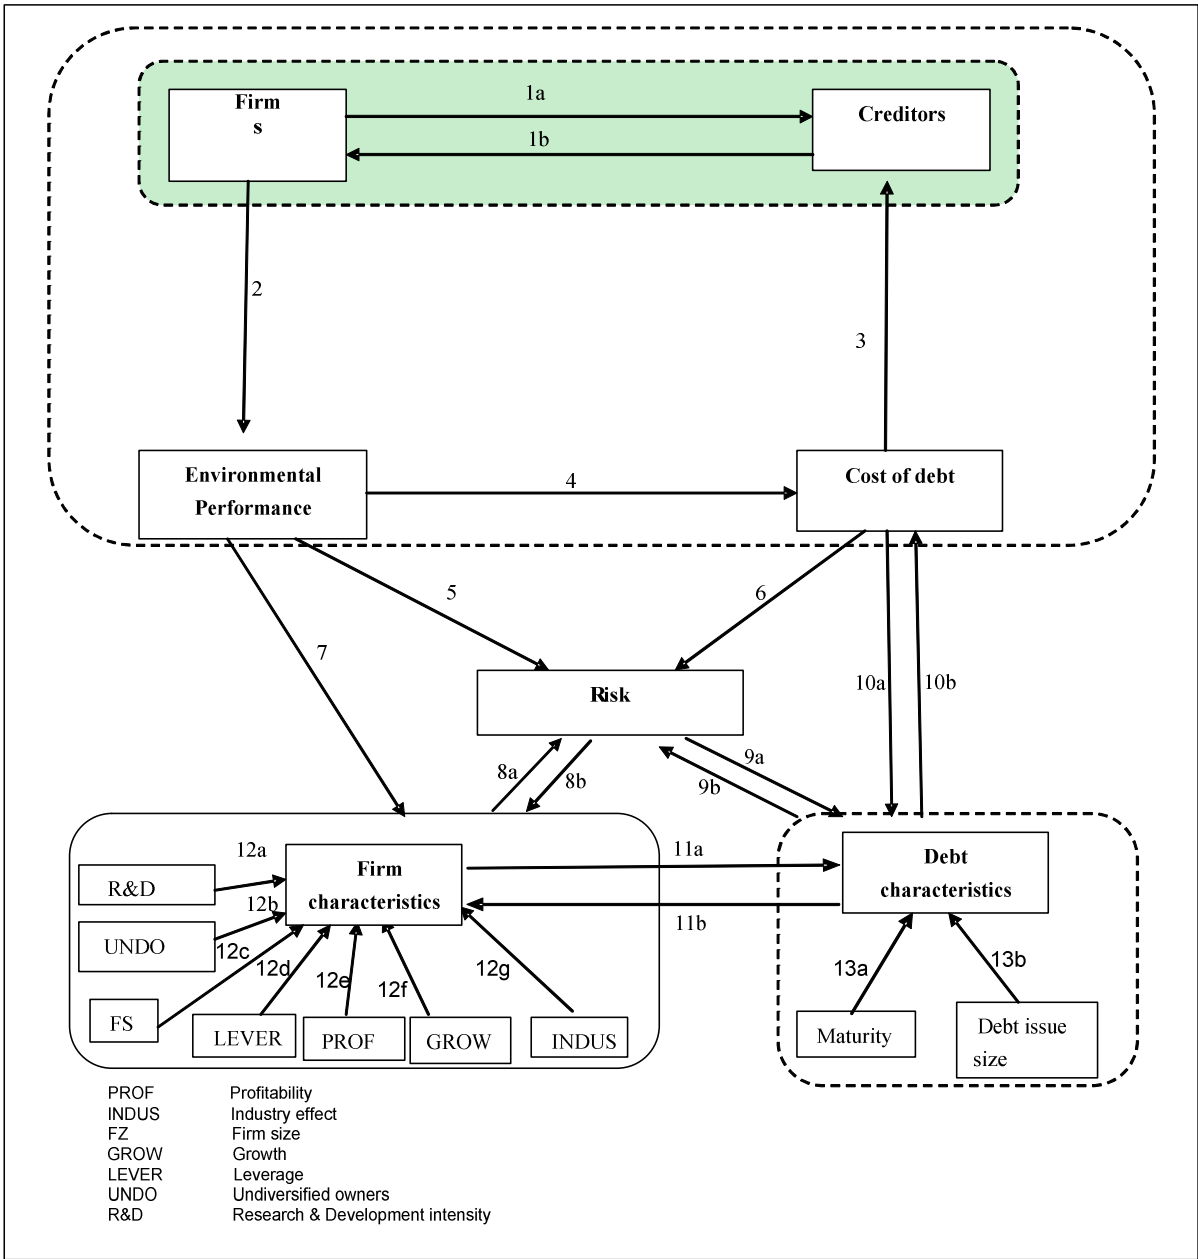 Firm
s
1a
Creditors
1b
2
3
Environmental
Performance
4
Cost of debt
5
6
7
Risk
10a
10b
8a
8b
9a
9b
12a
Firm
characteristics
11a
Debt
characteristics
R&D
12b
UNDO
12c
12d
12e
12f
12g
11b
13a
13b
FS
LEVER
PROF
GROW
INDUS
Maturity
Debt issue
size
PROF Profitability
INDUS Industry effect
FZ Firm size
GROW Growth
LEVER Leverage
UNDO Undiversified owners
R&D Research & Development intensity